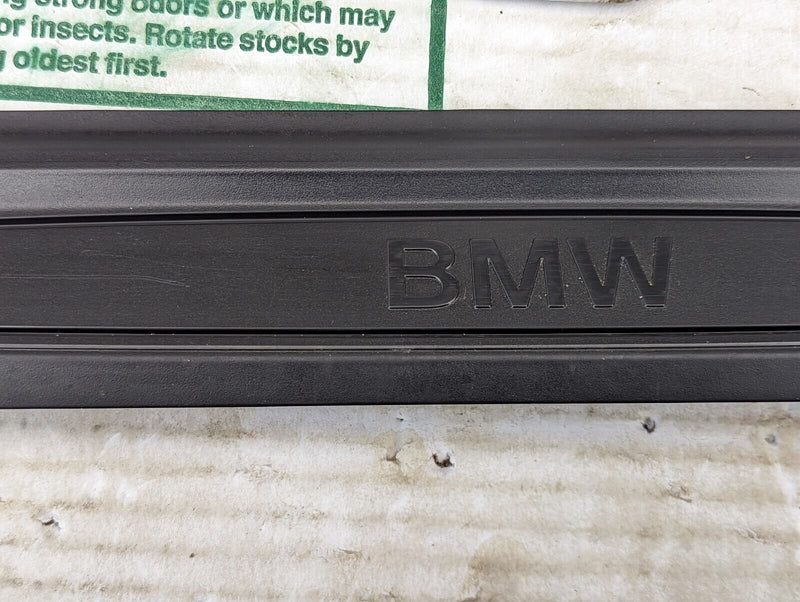 strong odors or which may
or insects. Rotate stocks by
oldest first.
BMW